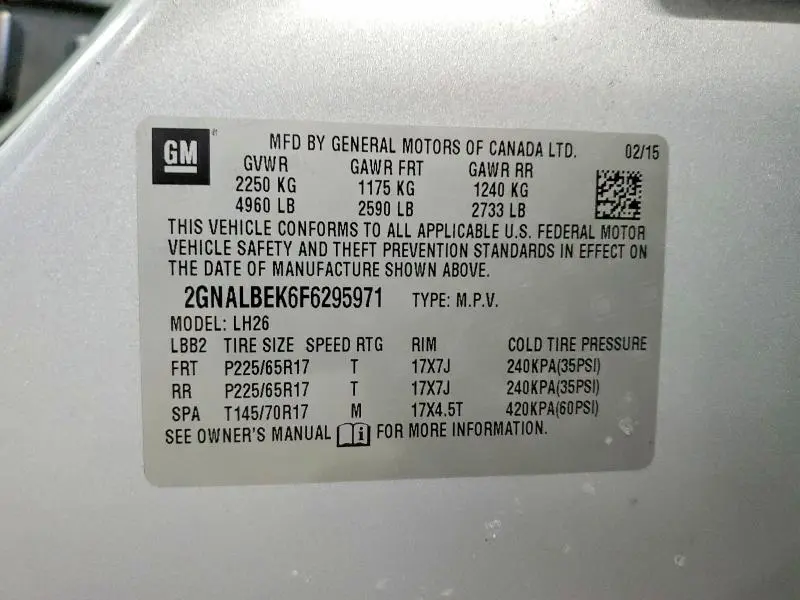 GM
MFD BY GENERAL MOTORS OF CANADA LTD. 02/15
GVWR GAWR FRT GAWR RR
2250 KG 1175 KG 1240 KG
4960 LB 2590 LB 2733 LB
THIS VEHICLE CONFORMS TO ALL APPLICABLE U.S. FEDERAL MOTOR
VEHICLE SAFETY AND THEFT PREVENTION STANDARDS IN EFFECT ON
THE DATE OF MANUFACTURE SHOWN ABOVE.
2GNALBEK6F6295971 TYPE: M.P.V.
MODEL: LH26
LBB2 TIRE SIZE SPEED RTG RIM COLD TIRE PRESSURE
FRT P225/65R17 T 17X7J 240KPA(35PSI)
RR P225/65R17 T 17X7J 240KPA(35PSI)
SPA T145/70R17 M 17X4.5T 420KPA(60PSI)
SEE OWNER'S MANUAL i FOR MORE INFORMATION.